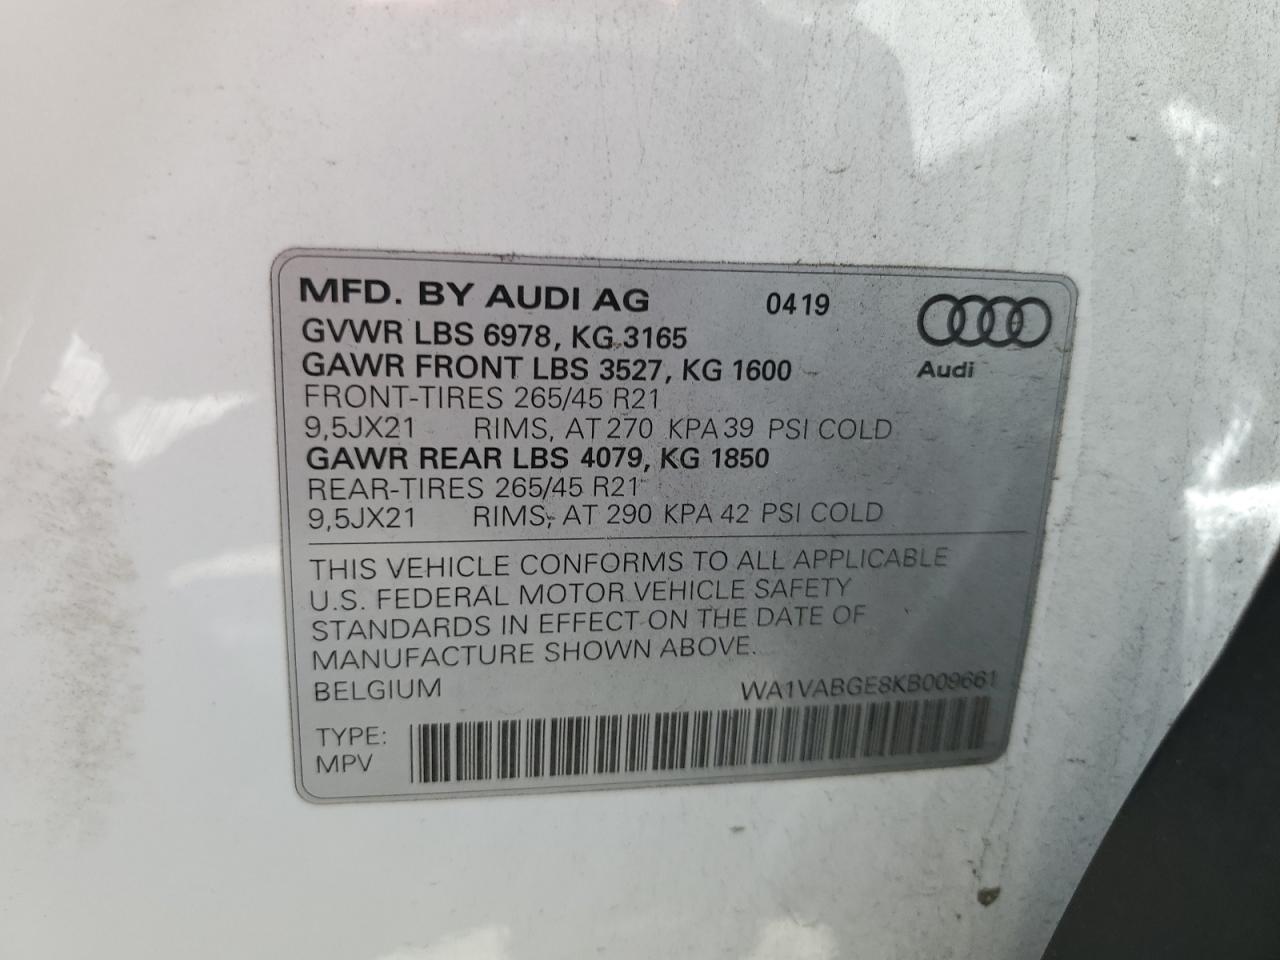 MFD. BY AUDI AG 0419
GVWR LBS 6978, KG 3165
GAWR FRONT LBS 3527, KG 1600 Audi
FRONT-TIRES 265/45 R21
9,5JX21 RIMS, AT 270 KPA 39 PSI COLD
GAWR REAR LBS 4079, KG 1850
REAR-TIRES 265/45 R21
9,5JX21 RIMS, AT 290 KPA 42 PSI COLD
THIS VEHICLE CONFORMS TO ALL APPLICABLE
U.S. FEDERAL MOTOR VEHICLE SAFETY
STANDARDS IN EFFECT ON THE DATE OF
MANUFACTURE SHOWN ABOVE.
BELGIUM WA1VABGE8KB009661
TYPE:
MPV